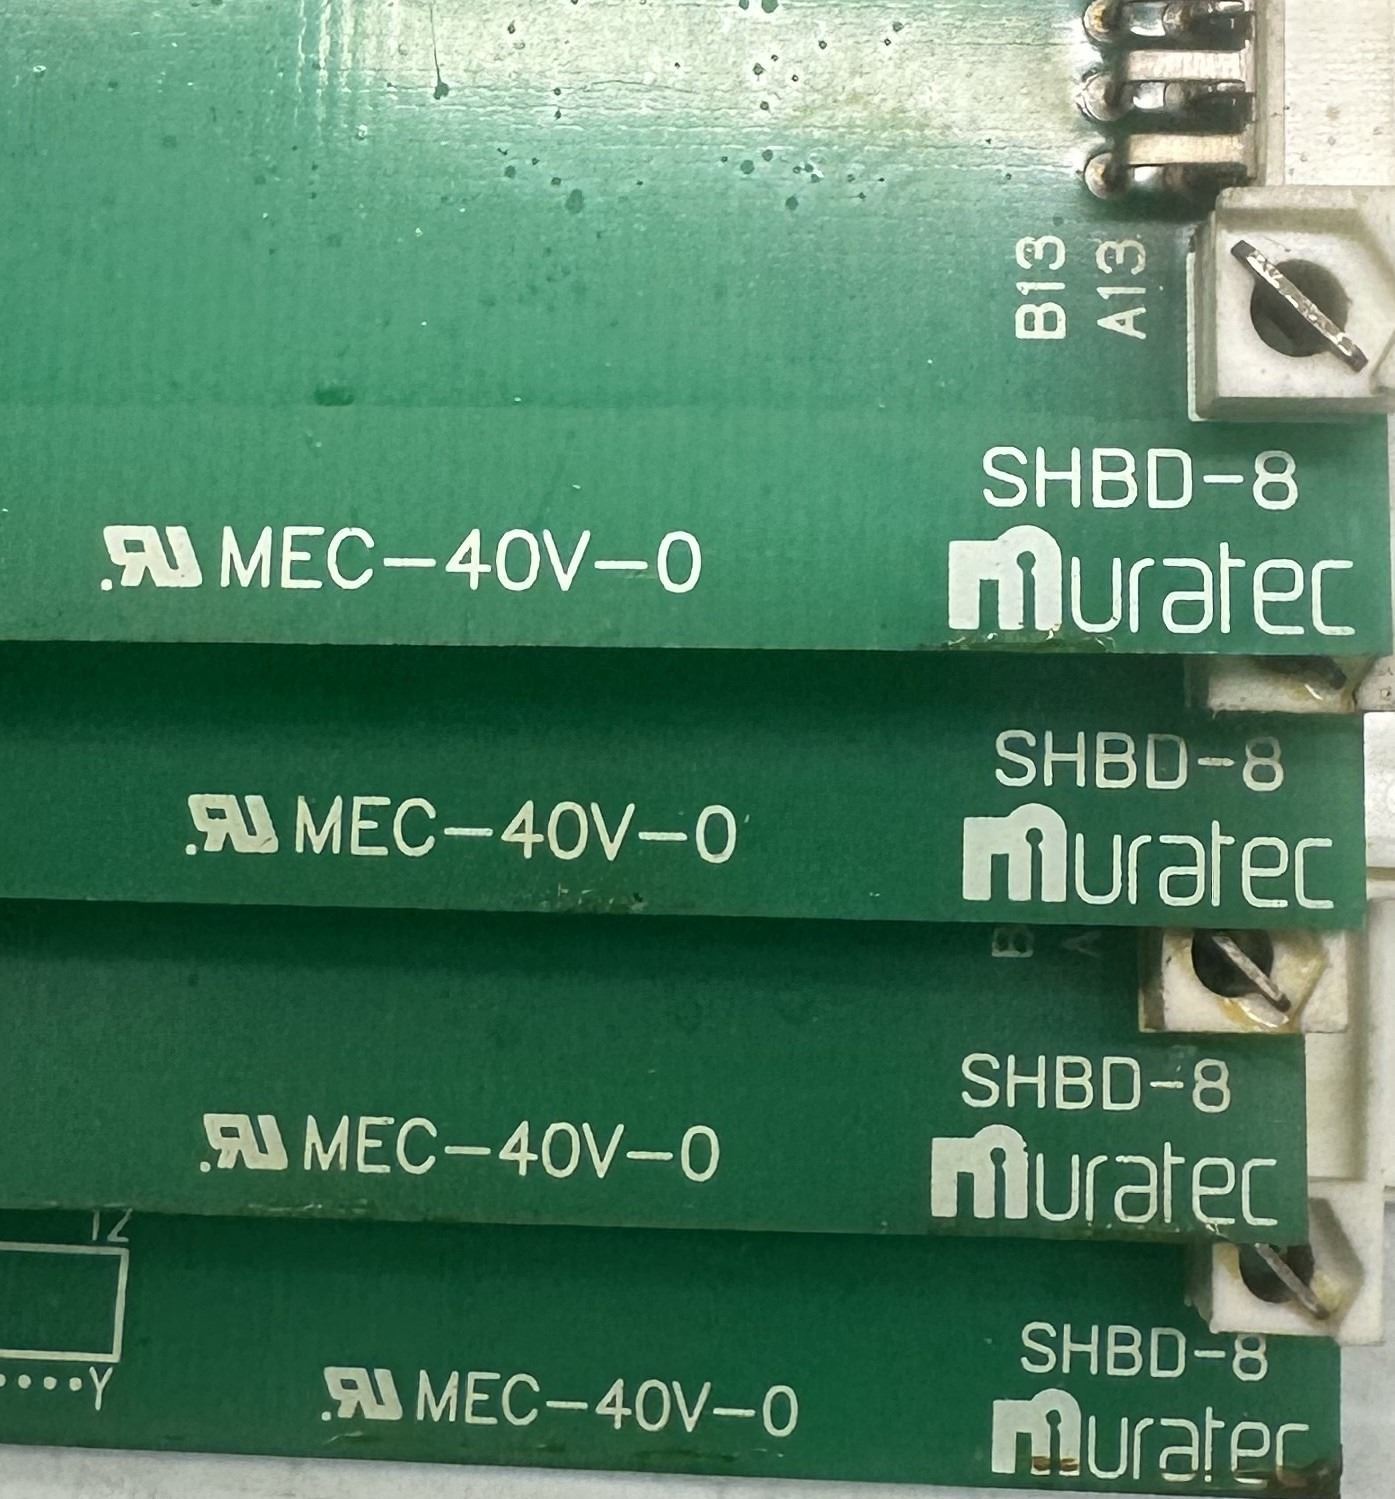 B13
A13
SHBD-8
MEC-40V-0
muratec
SHBD-8
MEC-40V-0
muratec
B
A
SHBD-8
MEC-40V-0
muratec
12
....Y
SHBD-8
MEC-40V-0
muratec